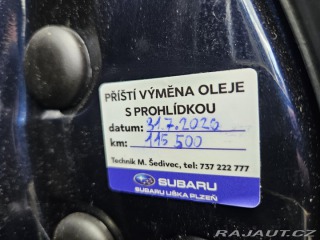 PŘÍŠTÍ VÝMĚNA OLEJE
S PROHLÍDKOU
datum: 31.7.2020
km: 115 500
Technik M. Šedivec, tel: 737 222 777
SUBARU
SUBARU LIŠKA PLZEŇ
RAJAUT.CZ